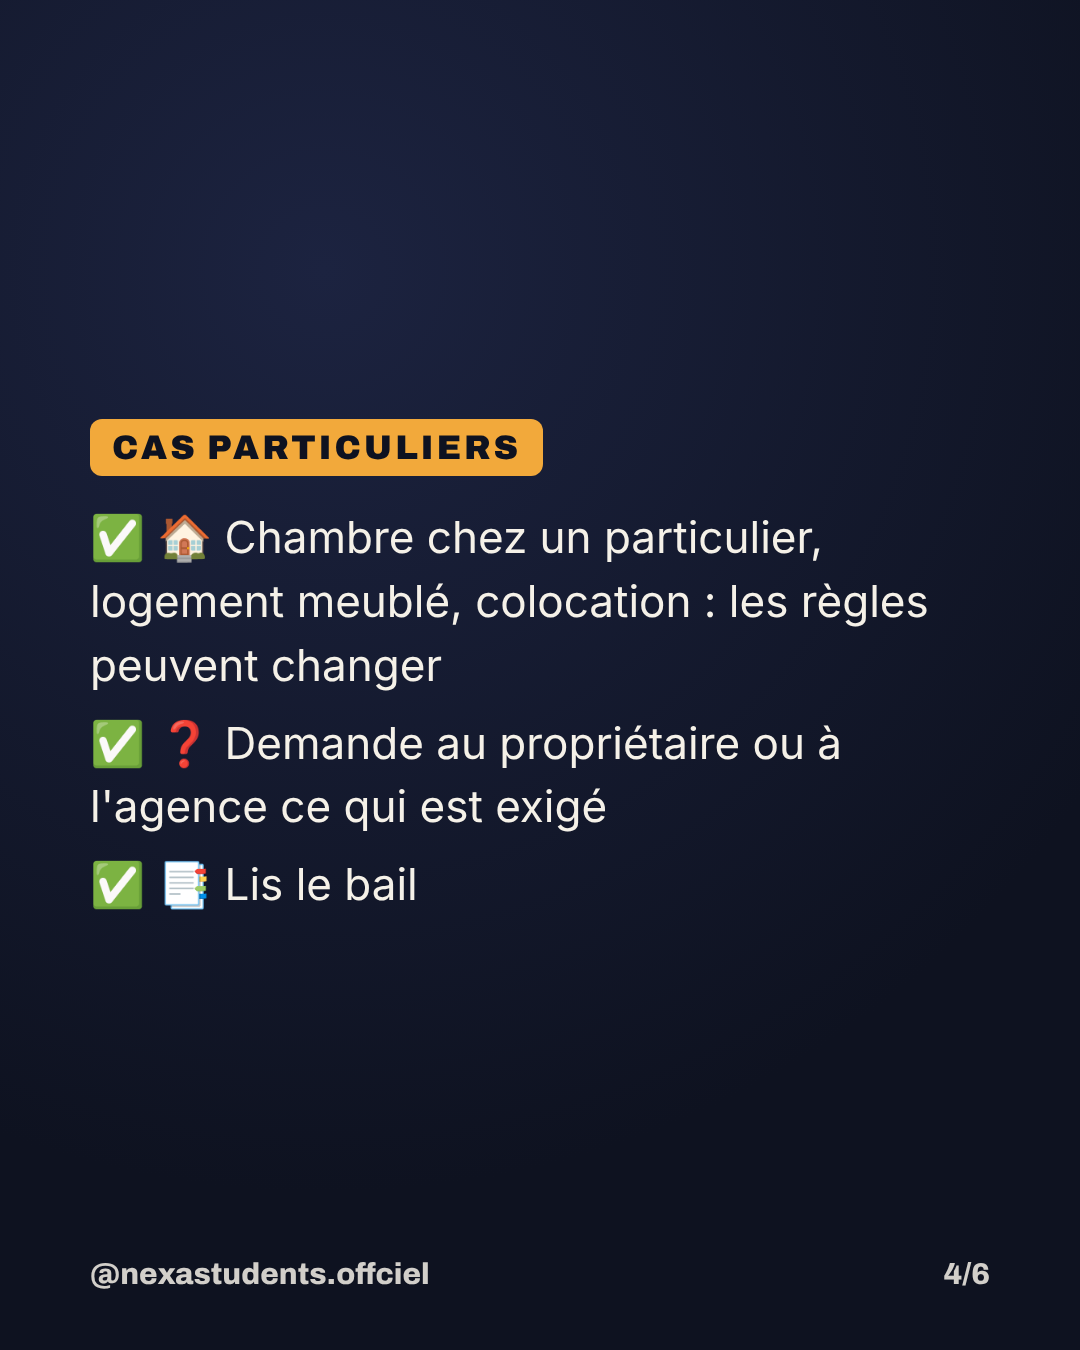 CAS PARTICULIERS
✅ 🏠 Chambre chez un particulier,
logement meublé, colocation : les règles
peuvent changer
✅ ❓ Demande au propriétaire ou à
l'agence ce qui est exigé
✅ 📑 Lis le bail
@nexastudents.offciel
4/6